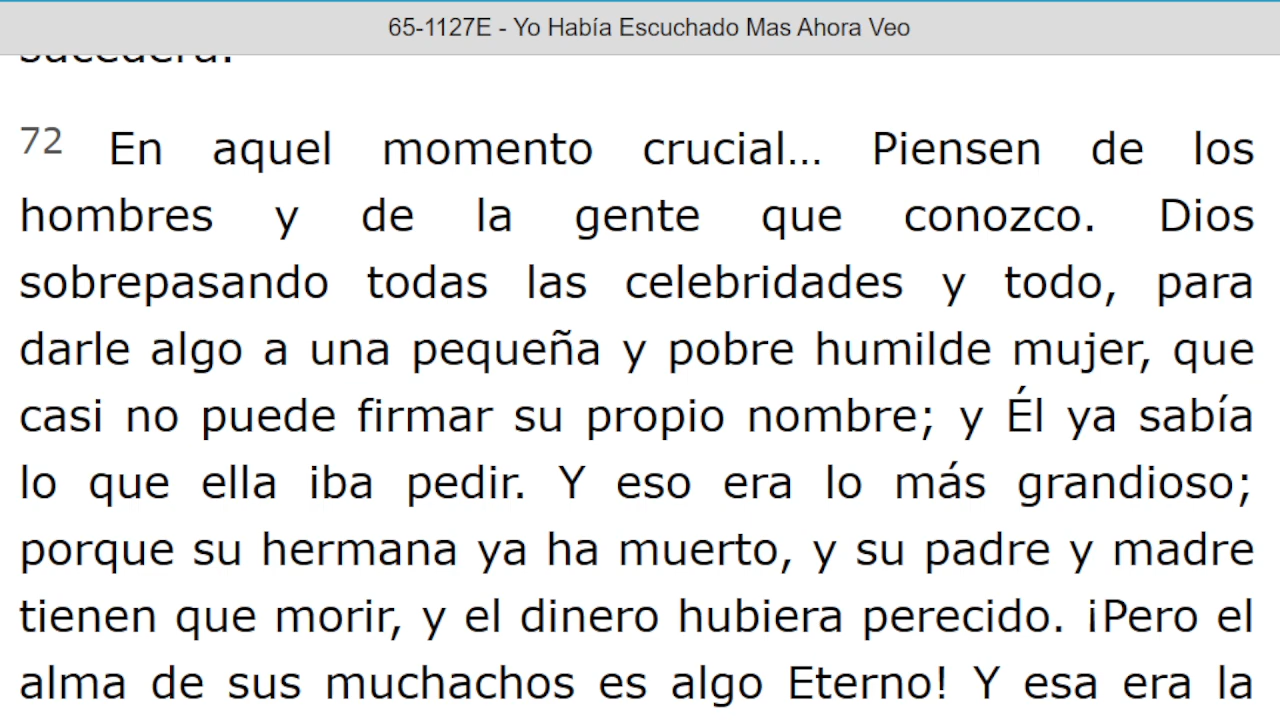 65-1127E - Yo Había Escuchado Mas Ahora Veo
sucederá.
72 En aquel momento crucial... Piensen de los
hombres y de la gente que conozco. Dios
sobrepasando todas las celebridades y todo, para
darle algo a una pequeña y pobre humilde mujer, que
casi no puede firmar su propio nombre; y Él ya sabía
lo que ella iba pedir. Y eso era lo más grandioso;
porque su hermana ya ha muerto, y su padre y madre
tienen que morir, y el dinero hubiera perecido. ¡Pero el
alma de sus muchachos es algo Eterno! Y esa era la